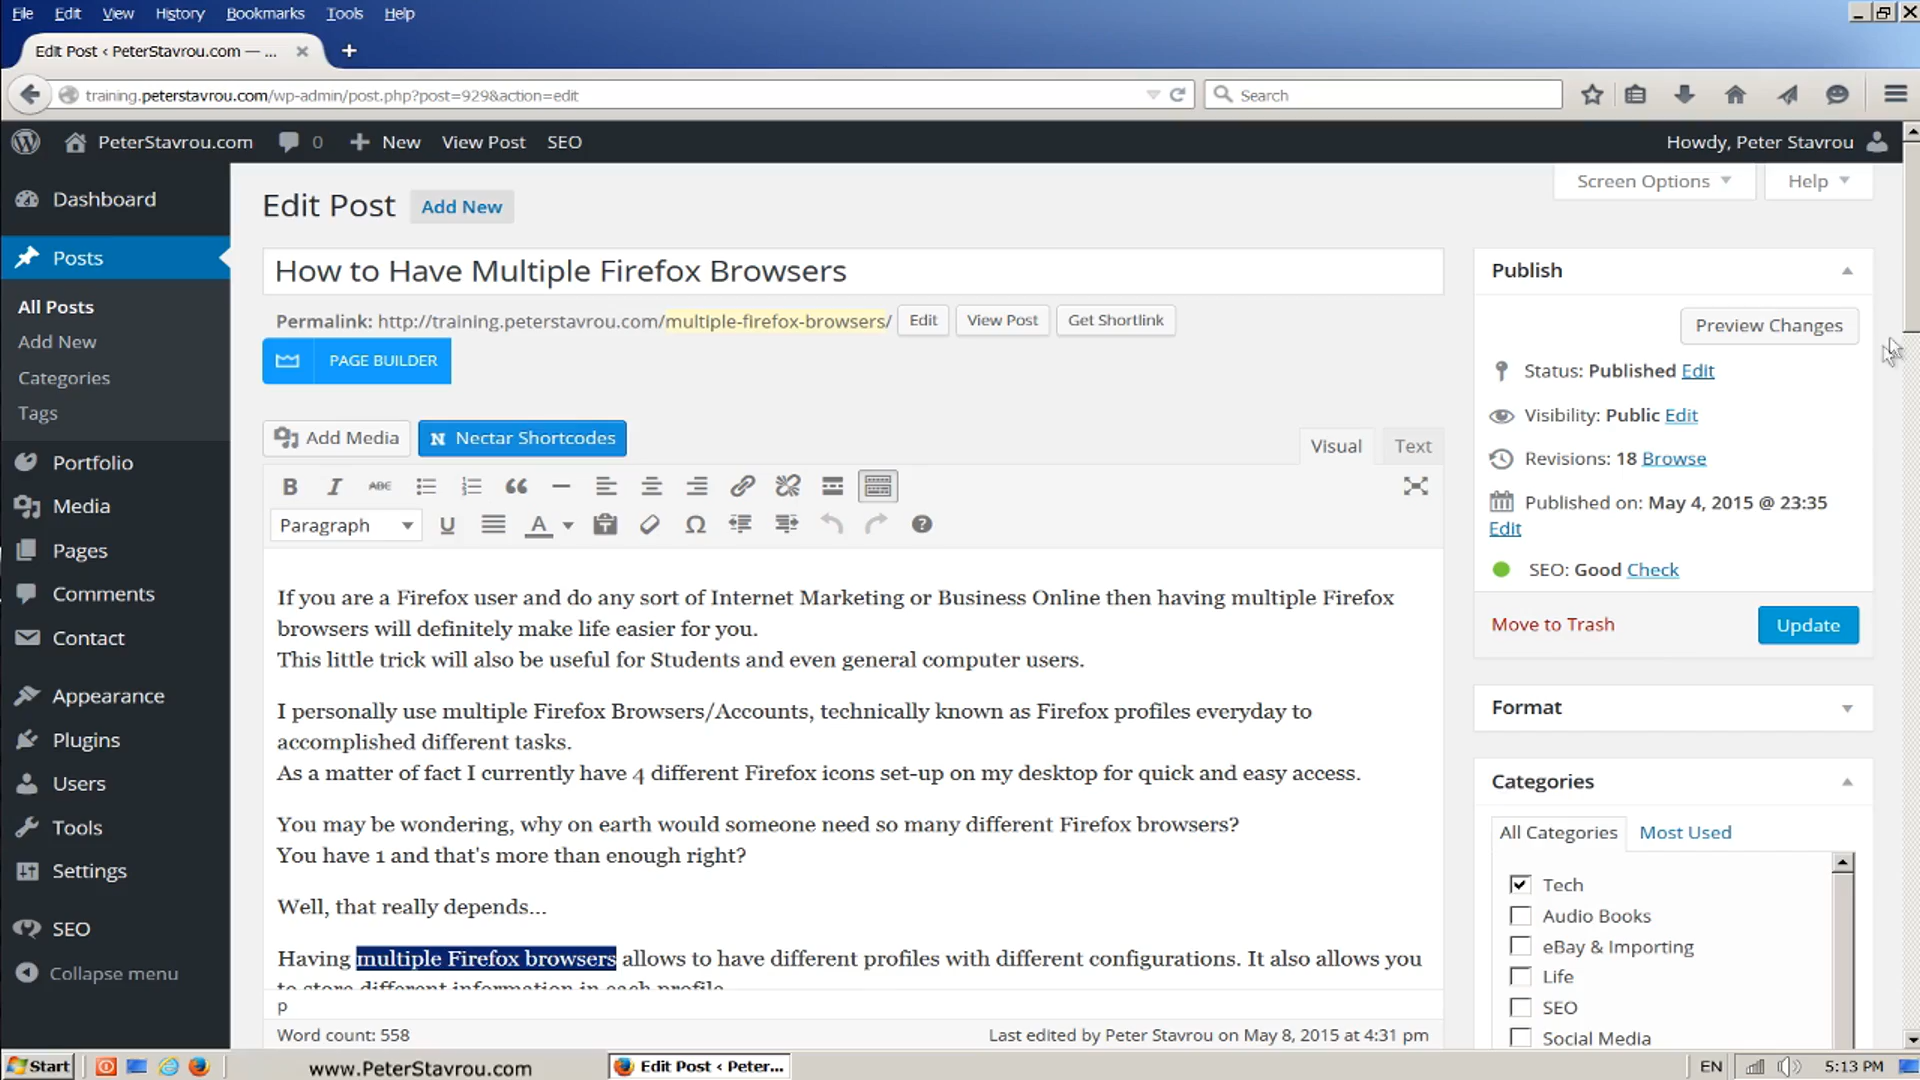 File Edit View History Bookmarks Tools Help
Edit Post ‹ PeterStavrou.com — ...
training.peterstavrou.com/wp-admin/post.php?post=929&action=edit
Search
PeterStavrou.com 0 New View Post SEO
Howdy, Peter Stavrou
Dashboard
Posts
All Posts
Add New
Categories
Tags
Portfolio
Media
Pages
Comments
Contact
Appearance
Plugins
Users
Tools
Settings
SEO
Collapse menu
Screen Options
Help
Edit Post Add New
How to Have Multiple Firefox Browsers
Permalink: http://training.peterstavrou.com/multiple-firefox-browsers/ Edit View Post Get Shortlink
PAGE BUILDER
Add Media N Nectar Shortcodes
Visual Text
B I ABC
Paragraph U A Ω ?
If you are a Firefox user and do any sort of Internet Marketing or Business Online then having multiple Firefox
browsers will definitely make life easier for you.
This little trick will also be useful for Students and even general computer users.
I personally use multiple Firefox Browsers/Accounts, technically known as Firefox profiles everyday to
accomplished different tasks.
As a matter of fact I currently have 4 different Firefox icons set-up on my desktop for quick and easy access.
You may be wondering, why on earth would someone need so many different Firefox browsers?
You have 1 and that's more than enough right?
Well, that really depends...
Having multiple Firefox browsers allows to have different profiles with different configurations. It also allows you
to store different information in each profile.
p
Word count: 558
Last edited by Peter Stavrou on May 8, 2015 at 4:31 pm
Publish
Preview Changes
Status: Published Edit
Visibility: Public Edit
Revisions: 18 Browse
Published on: May 4, 2015 @ 23:35
Edit
SEO: Good Check
Move to Trash Update
Format
Categories
All Categories Most Used
Tech
Audio Books
eBay & Importing
Life
SEO
Social Media
Start
www.PeterStavrou.com
Edit Post ‹ Peter...
EN
5:13 PM